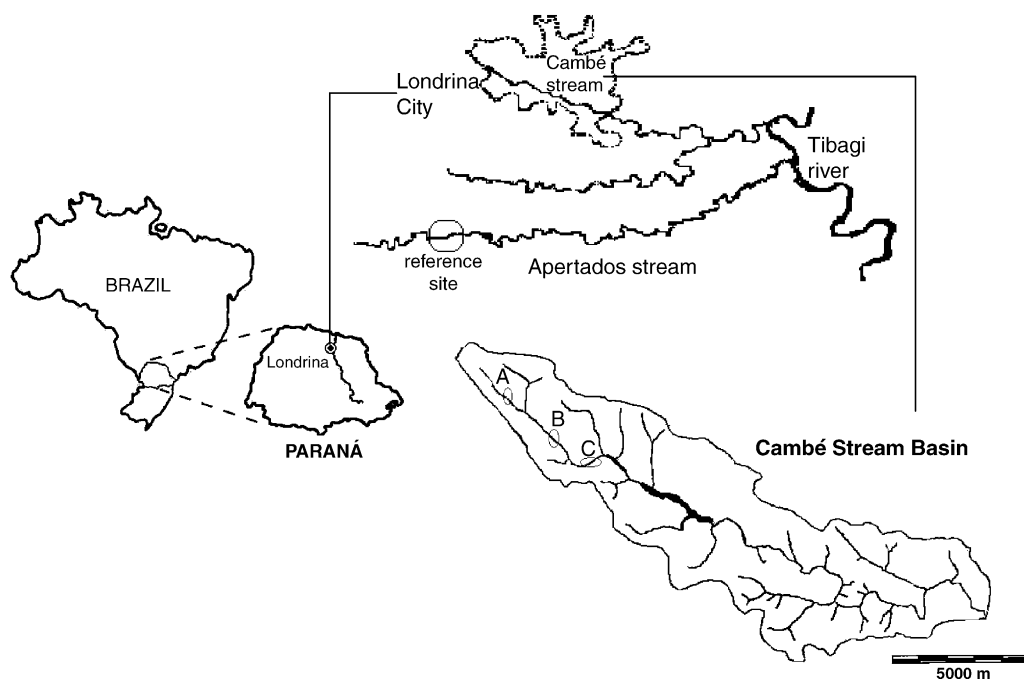 Cambé
stream
Londrina
City
Tibagi
river
reference
site
Apertados stream
BRAZIL
Londrina
PARANÁ
A
B
C
Cambé Stream Basin
5000 m